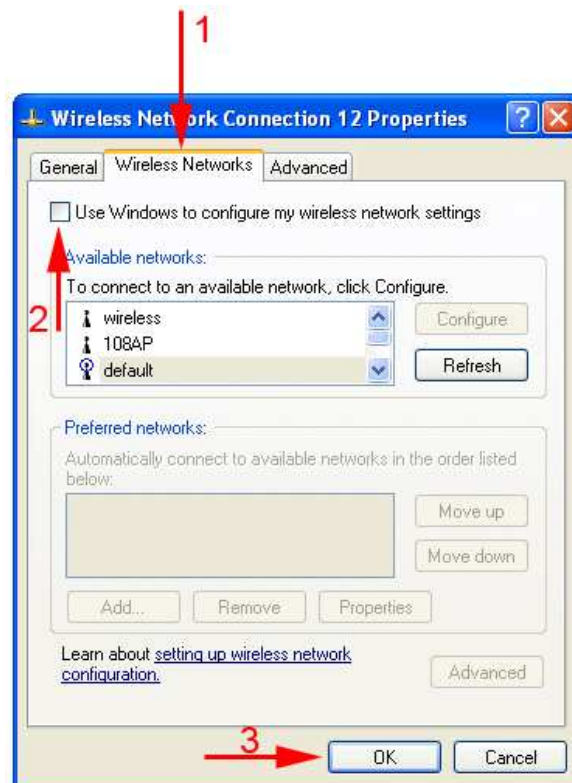 1
Wireless Network Connection 12 Properties
General Wireless Networks Advanced
Use Windows to configure my wireless network settings
2
Available networks:
To connect to an available network, click Configure.
wireless
108AP
default
Configure
Refresh
Preferred networks:
Automatically connect to available networks in the order listed
below:
Move up
Move down
Add... Remove Properties
Learn about setting up wireless network
configuration.
Advanced
3
OK Cancel